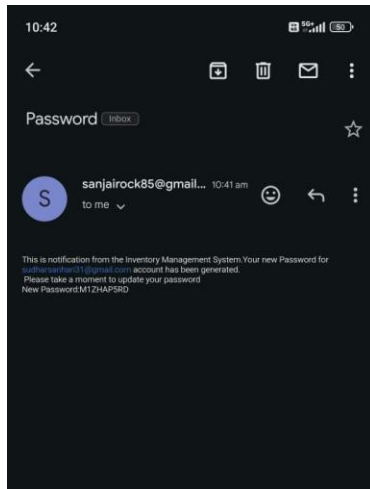 10:42
5G+
50
Password Inbox
S
sanjairock85@gmail... 10:41 am
to me
This is notification from the Inventory Management System.Your new Password for
sudharsanhari31@gmail.com account has been generated.
Please take a moment to update your password
New Password:M1ZHAP5RD